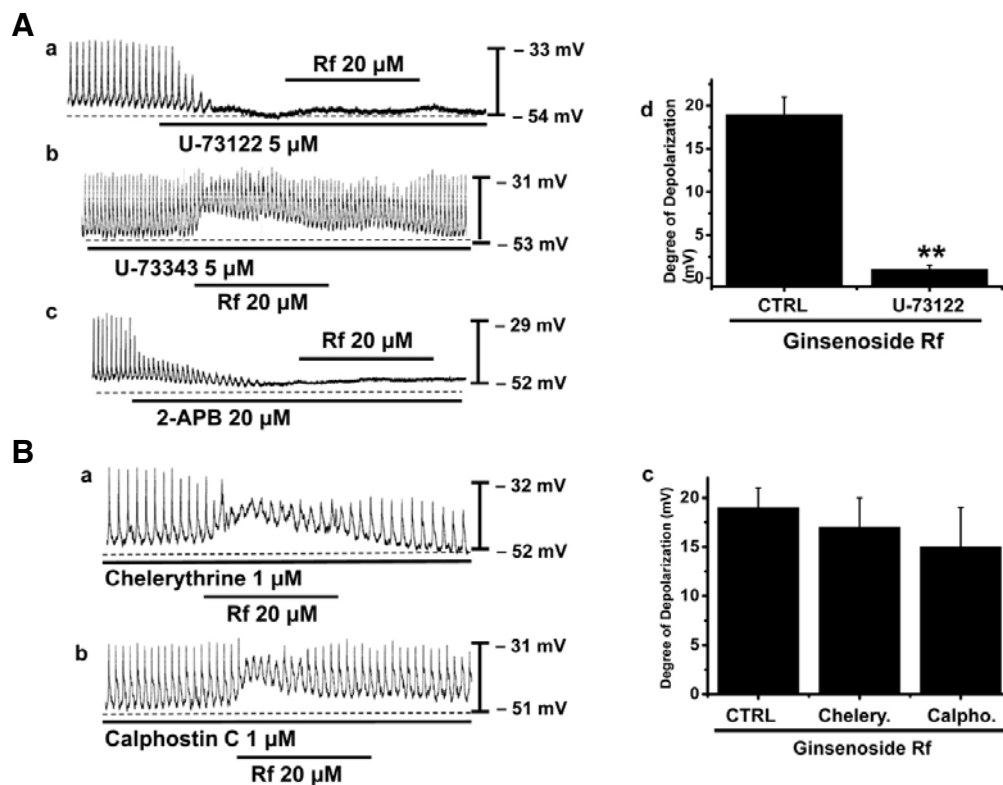 A
a
Rf 20 μM
– 33 mV
– 54 mV
U-73122 5 μM
b
– 31 mV
– 53 mV
U-73343 5 μM
Rf 20 μM
c
Rf 20 μM
– 29 mV
– 52 mV
2-APB 20 μM
d
Degree of Depolarization
(mV)
20
15
10
5
0
**
CTRL U-73122
Ginsenoside Rf
B
a
– 32 mV
– 52 mV
Chelerythrine 1 μM
Rf 20 μM
b
– 31 mV
– 51 mV
Calphostin C 1 μM
Rf 20 μM
c
Degree of Depolarization (mV)
20
15
10
5
0
CTRL Chelery. Calpho.
Ginsenoside Rf